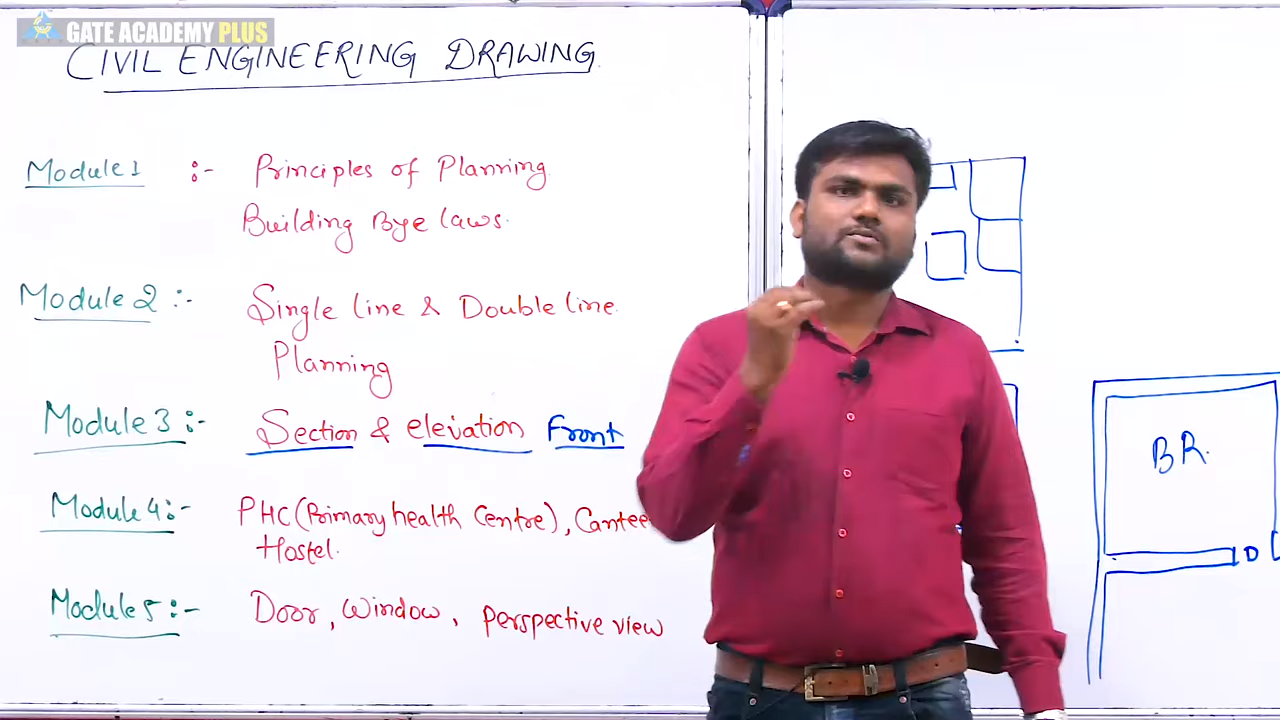 GATE ACADEMY PLUS
CIVIL ENGINEERING DRAWING
Module 1 :- Principles of Planning
Building Bye laws.
Module 2 :- Single line & Double line
Planning
Module 3 :- Section & elevation Front
Module 4 :- PHC (Primary health Centre), Cantee
Hostel.
Module 5 :- Door, Window, perspective view
BR.
D